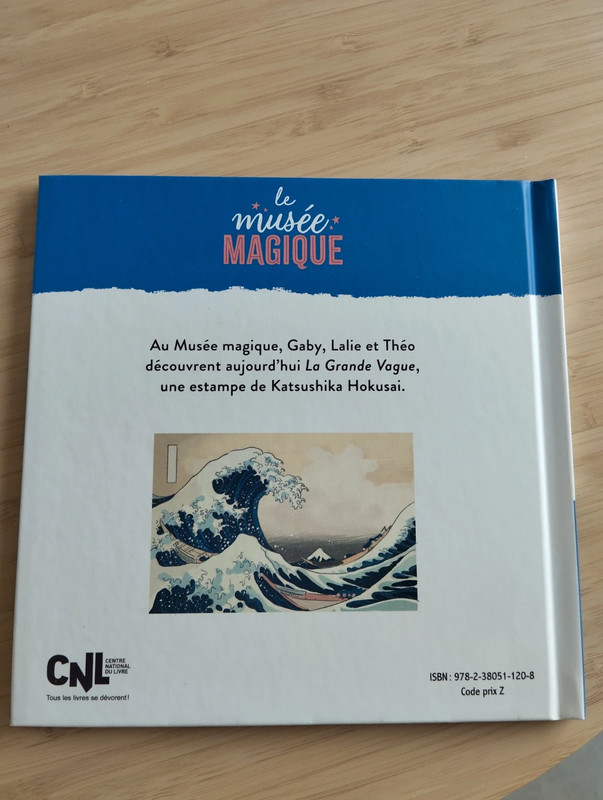 le
musée
MAGIQUE
Au Musée magique, Gaby, Lalie et Théo
découvrent aujourd'hui La Grande Vague,
une estampe de Katsushika Hokusai.
CNL CENTRE
NATIONAL
DU LIVRE
Tous les livres se dévorent!
ISBN : 978-2-38051-120-8
Code prix Z